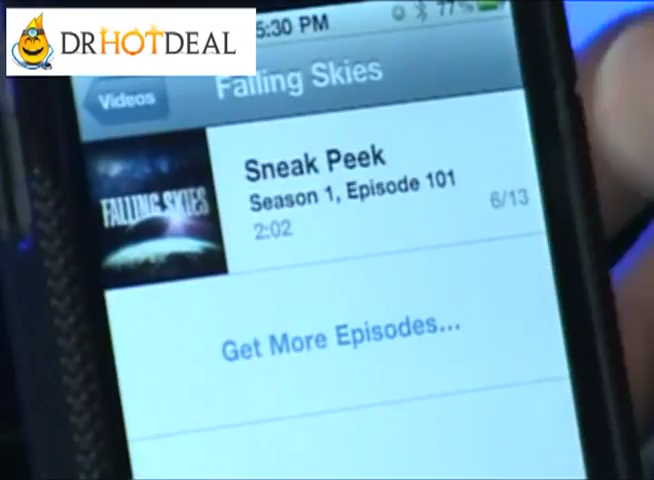 DRHOTDEAL
5:30 PM
77%
Videos
Falling Skies
FALLING SKIES
Sneak Peek
Season 1, Episode 101
2:02
6/13
Get More Episodes...